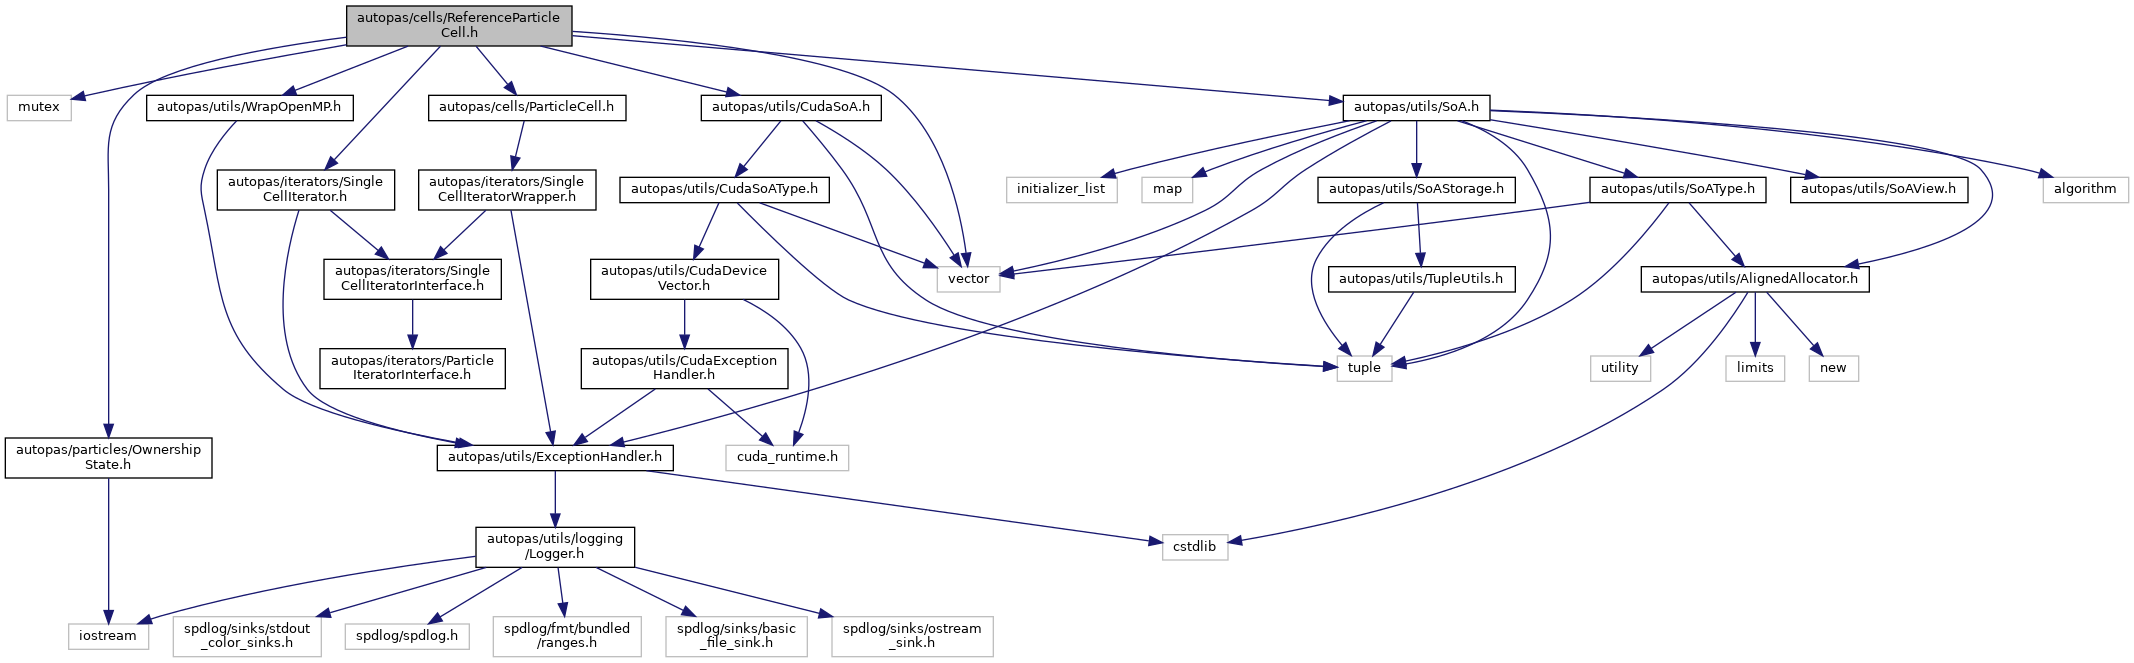 autopas/cells/ReferenceParticle
Cell.h
mutex
autopas/utils/WrapOpenMP.h
autopas/cells/ParticleCell.h
autopas/utils/CudaSoA.h
autopas/utils/SoA.h
autopas/iterators/Single
CellIterator.h
autopas/iterators/Single
CellIteratorWrapper.h
autopas/utils/CudaSoAType.h
initializer_list
map
autopas/utils/SoAStorage.h
autopas/utils/SoAType.h
autopas/utils/SoAView.h
algorithm
autopas/iterators/Single
CellIteratorInterface.h
autopas/utils/CudaDevice
Vector.h
vector
autopas/utils/TupleUtils.h
autopas/utils/AlignedAllocator.h
autopas/iterators/Particle
IteratorInterface.h
autopas/utils/CudaException
Handler.h
tuple
utility
limits
new
autopas/particles/Ownership
State.h
autopas/utils/ExceptionHandler.h
cuda_runtime.h
autopas/utils/logging
/Logger.h
cstdlib
iostream
spdlog/sinks/stdout
_color_sinks.h
spdlog/spdlog.h
spdlog/fmt/bundled
/ranges.h
spdlog/sinks/basic
_file_sink.h
spdlog/sinks/ostream
_sink.h